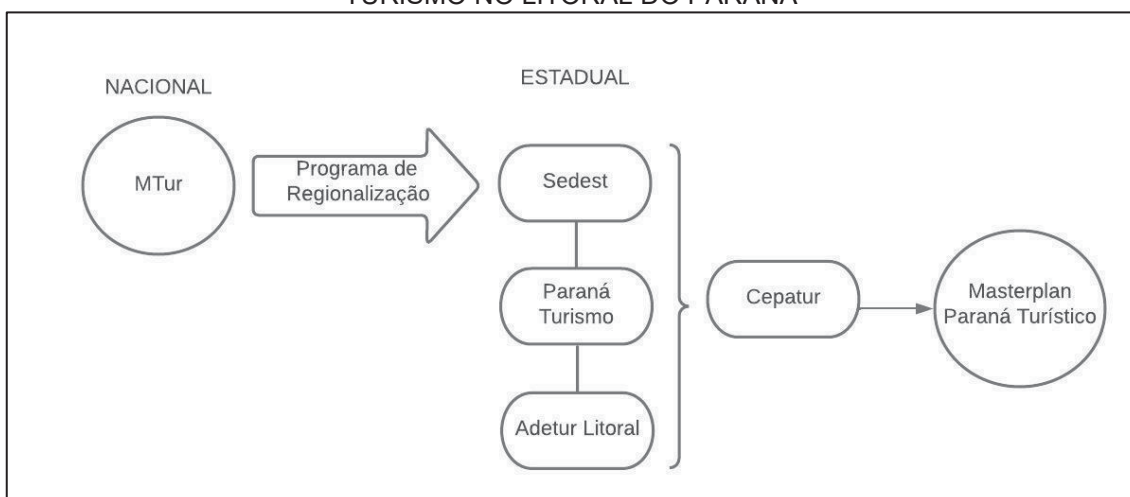 TURISMO NO LITORAL DO PARANÁ
NACIONAL
ESTADUAL
MTur
Programa de
Regionalização
Sedest
Paraná
Turismo
Adetur Litoral
Cepatur
Masterplan
Paraná Turístico